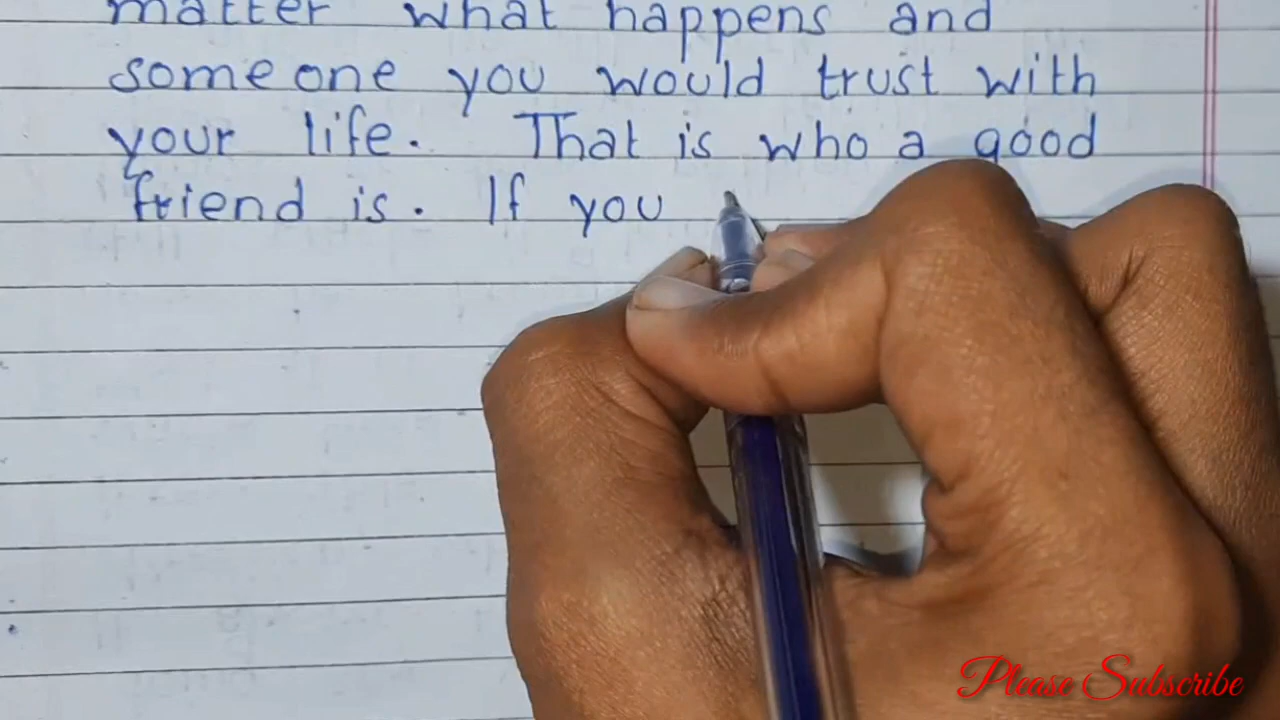 matter what happens and
someone you would trust with
your life. That is who a good
friend is. If you
Please Subscribe